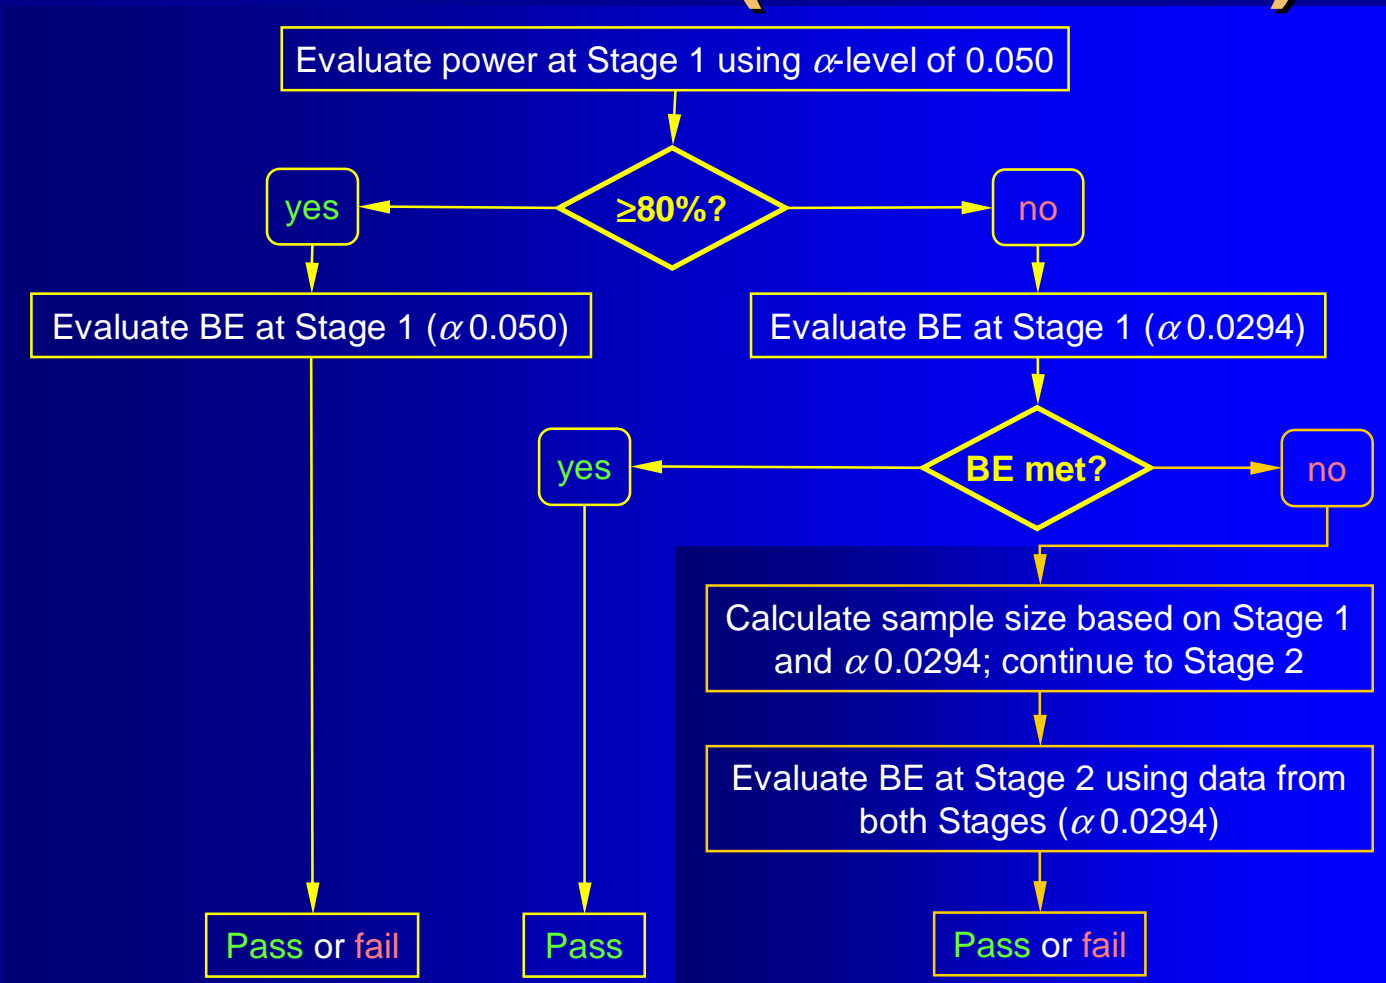 Evaluate power at Stage 1 using α-level of 0.050
yes
≥80%?
no
Evaluate BE at Stage 1 (α 0.050)
Evaluate BE at Stage 1 (α 0.0294)
yes
BE met?
no
Calculate sample size based on Stage 1
and α 0.0294; continue to Stage 2
Evaluate BE at Stage 2 using data from
both Stages (α 0.0294)
Pass or fail
Pass
Pass or fail